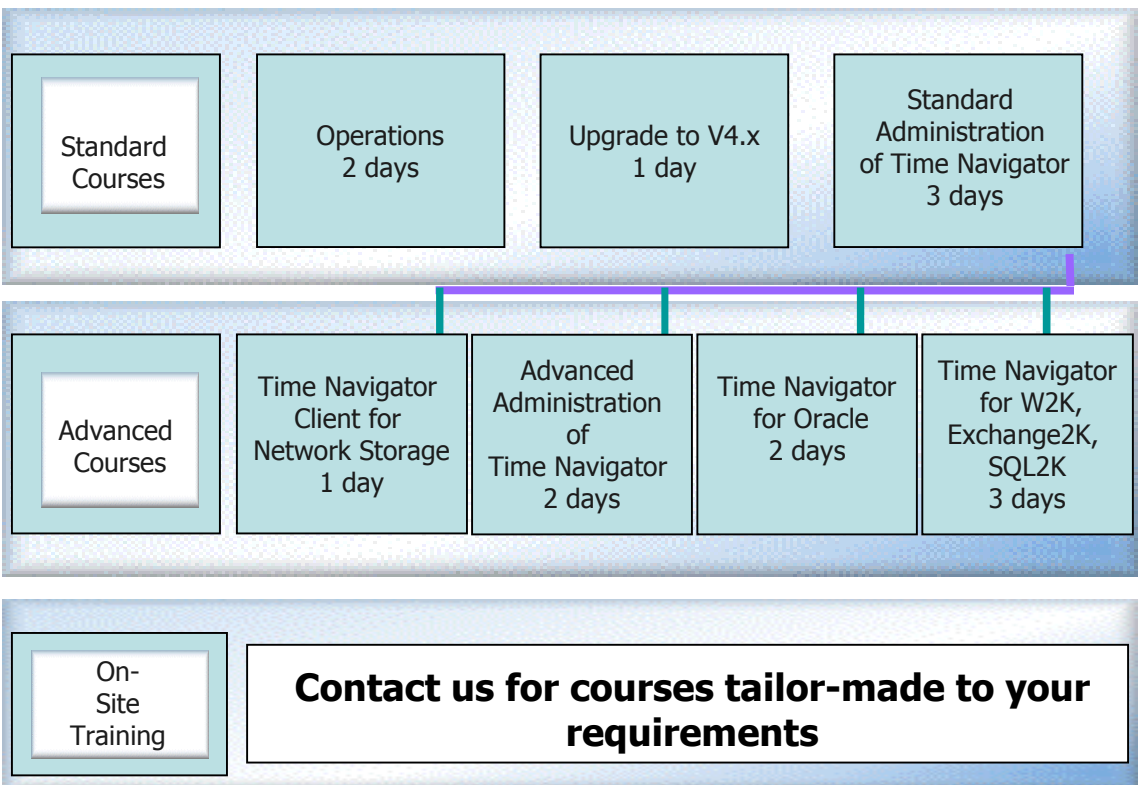 Standard
Courses
Operations
2 days
Upgrade to V4.x
1 day
Standard
Administration
of Time Navigator
3 days
Advanced
Courses
Time Navigator
Client for
Network Storage
1 day
Advanced
Administration
of
Time Navigator
2 days
Time Navigator
for Oracle
2 days
Time Navigator
for W2K,
Exchange2K,
SQL2K
3 days
On-
Site
Training
Contact us for courses tailor-made to your
requirements